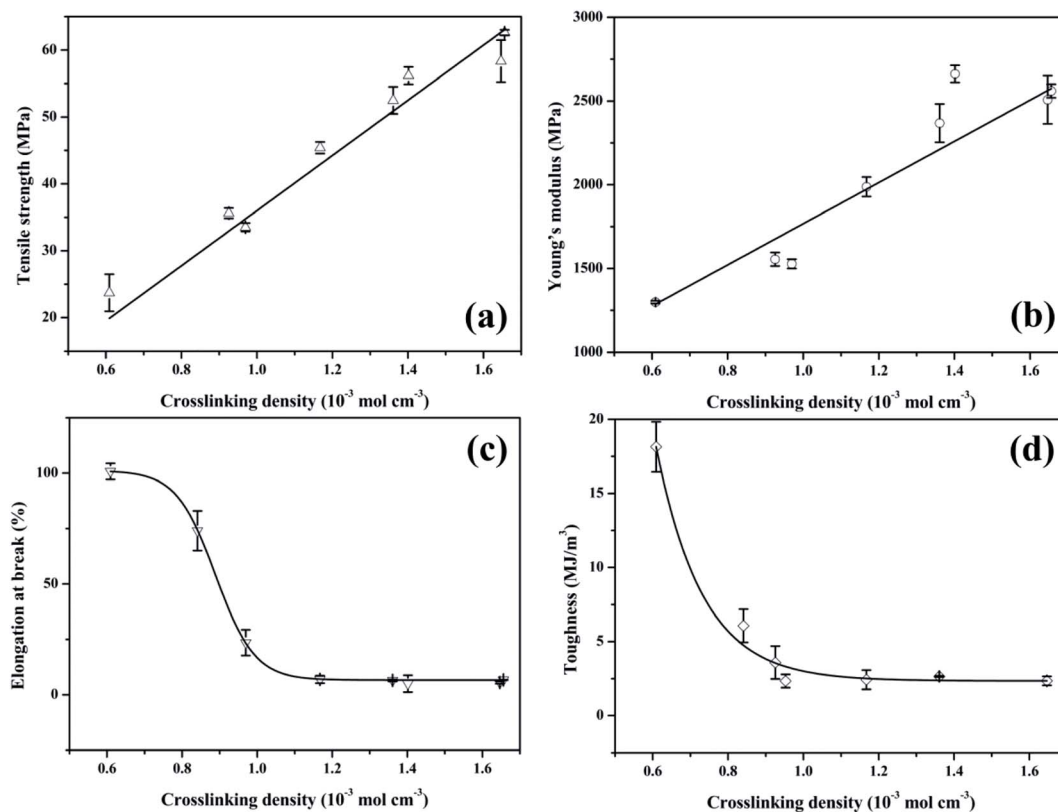 60
50
40
30
20
Tensile strength (MPa)
(a)
0.6 0.8 1.0 1.2 1.4 1.6
Crosslinking density (10⁻³ mol cm⁻³)
3000
2500
2000
1500
1000
Young's modulus (MPa)
(b)
0.6 0.8 1.0 1.2 1.4 1.6
Crosslinking density (10⁻³ mol cm⁻³)
100
50
0
Elongation at break (%)
(c)
0.6 0.8 1.0 1.2 1.4 1.6
Crosslinking density (10⁻³ mol cm⁻³)
20
15
10
5
0
Toughness (MJ/m³)
(d)
0.6 0.8 1.0 1.2 1.4 1.6
Crosslinking density (10⁻³ mol cm⁻³)